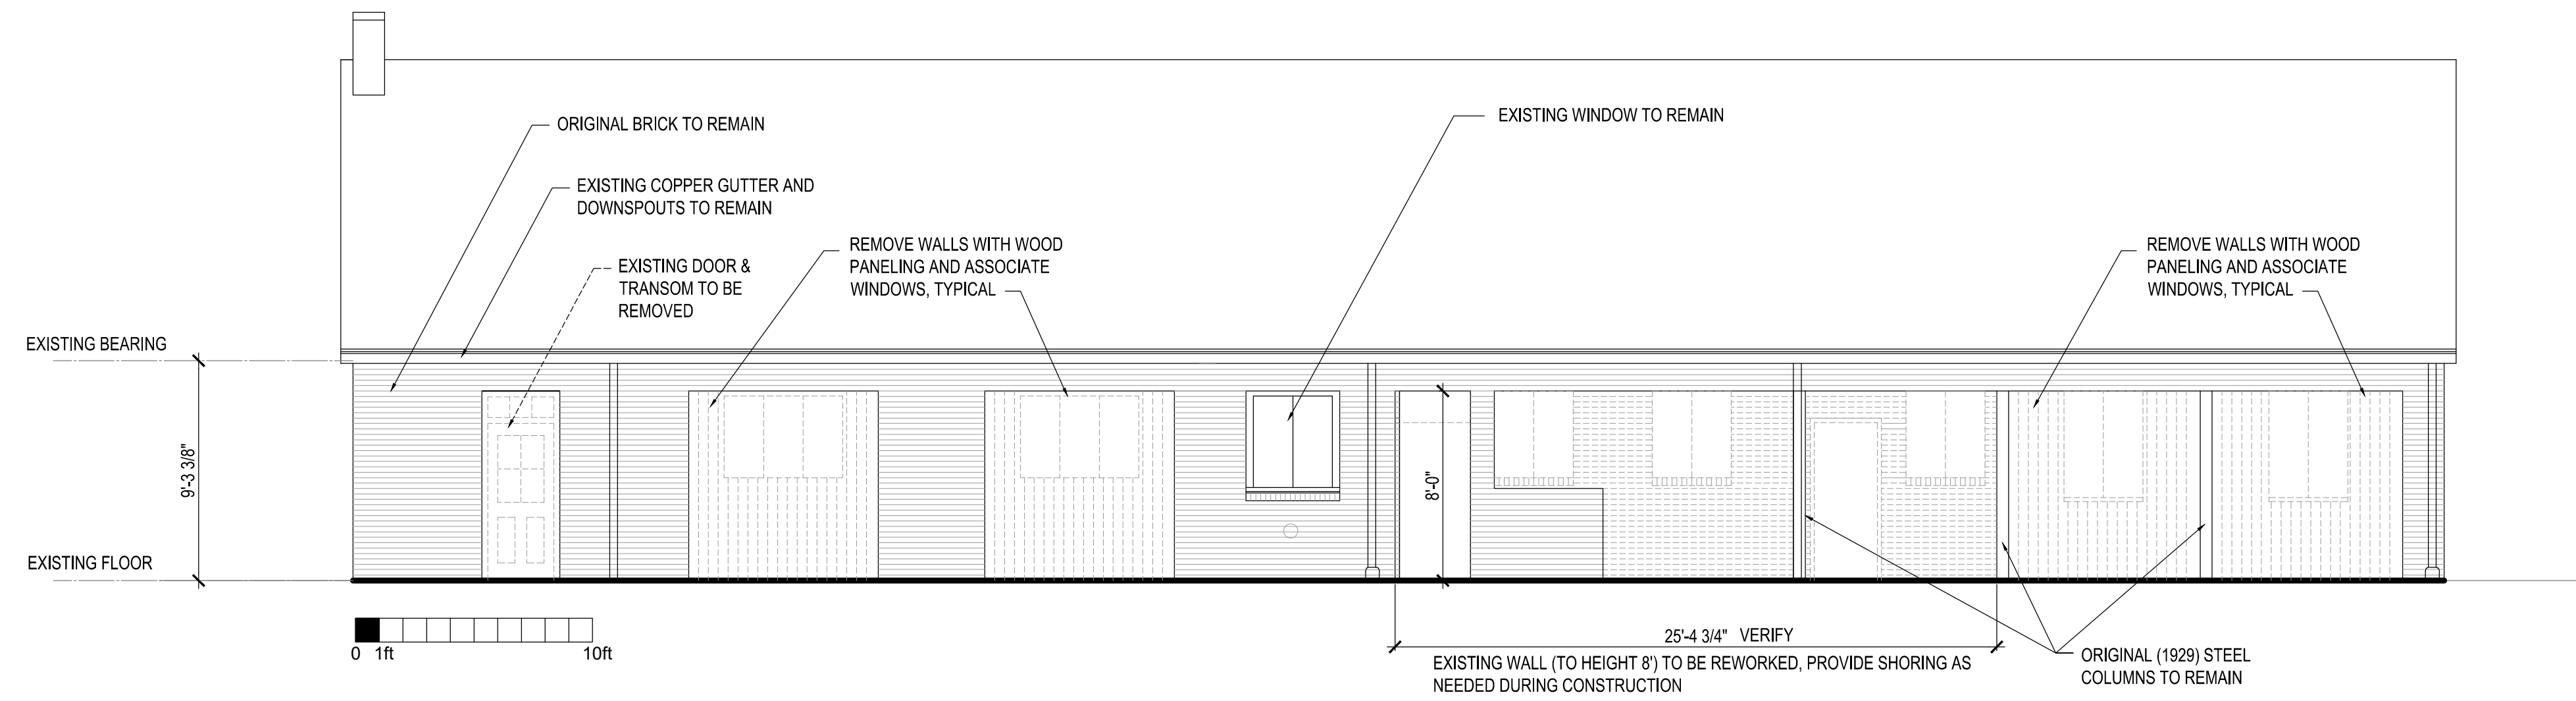 ORIGINAL BRICK TO REMAIN
EXISTING WINDOW TO REMAIN
EXISTING COPPER GUTTER AND
DOWNSPOUTS TO REMAIN
EXISTING DOOR &
TRANSOM TO BE
REMOVED
REMOVE WALLS WITH WOOD
PANELING AND ASSOCIATE
WINDOWS, TYPICAL
REMOVE WALLS WITH WOOD
PANELING AND ASSOCIATE
WINDOWS, TYPICAL
EXISTING BEARING
9'-3 3/8"
8'-0"
EXISTING FLOOR
0 1ft 10ft
25'-4 3/4" VERIFY
EXISTING WALL (TO HEIGHT 8') TO BE REWORKED, PROVIDE SHORING AS
NEEDED DURING CONSTRUCTION
ORIGINAL (1929) STEEL
COLUMNS TO REMAIN